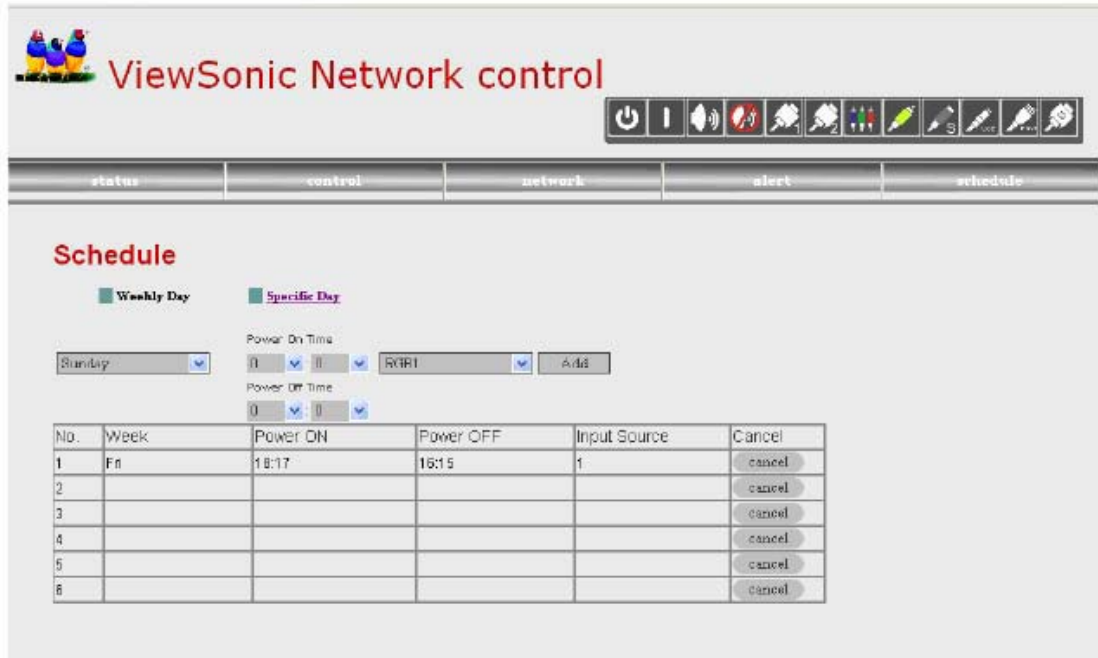 ViewSonic Network control
1 2 S
status control network alert schedule
Schedule
Weekly Day Specific Day
Power On Time
Sunday 0 : 0 RGB1 Add
Power Off Time
0 : 0
No. Week Power ON Power OFF Input Source Cancel
1 Fri 16:15 1 cancel
2 cancel
3 cancel
4 cancel
5 cancel
6 cancel